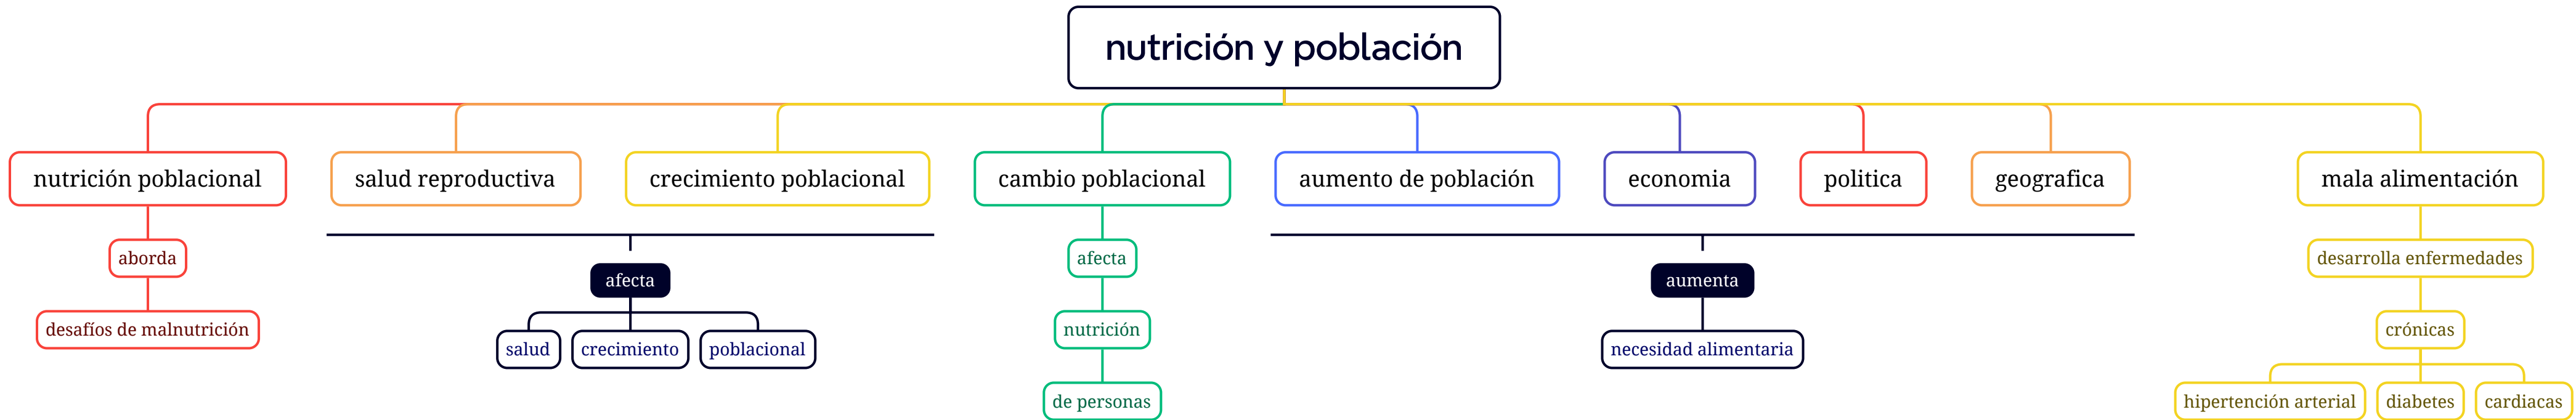 nutrición y población
nutrición poblacional
salud reproductiva
crecimiento poblacional
cambio poblacional
aumento de población
economia
politica
geografica
mala alimentación
aborda
afecta
desarrolla enfermedades
afecta
aumenta
desafíos de malnutrición
nutrición
crónicas
salud
crecimiento
poblacional
necesidad alimentaria
de personas
hipertención arterial
diabetes
cardiacas